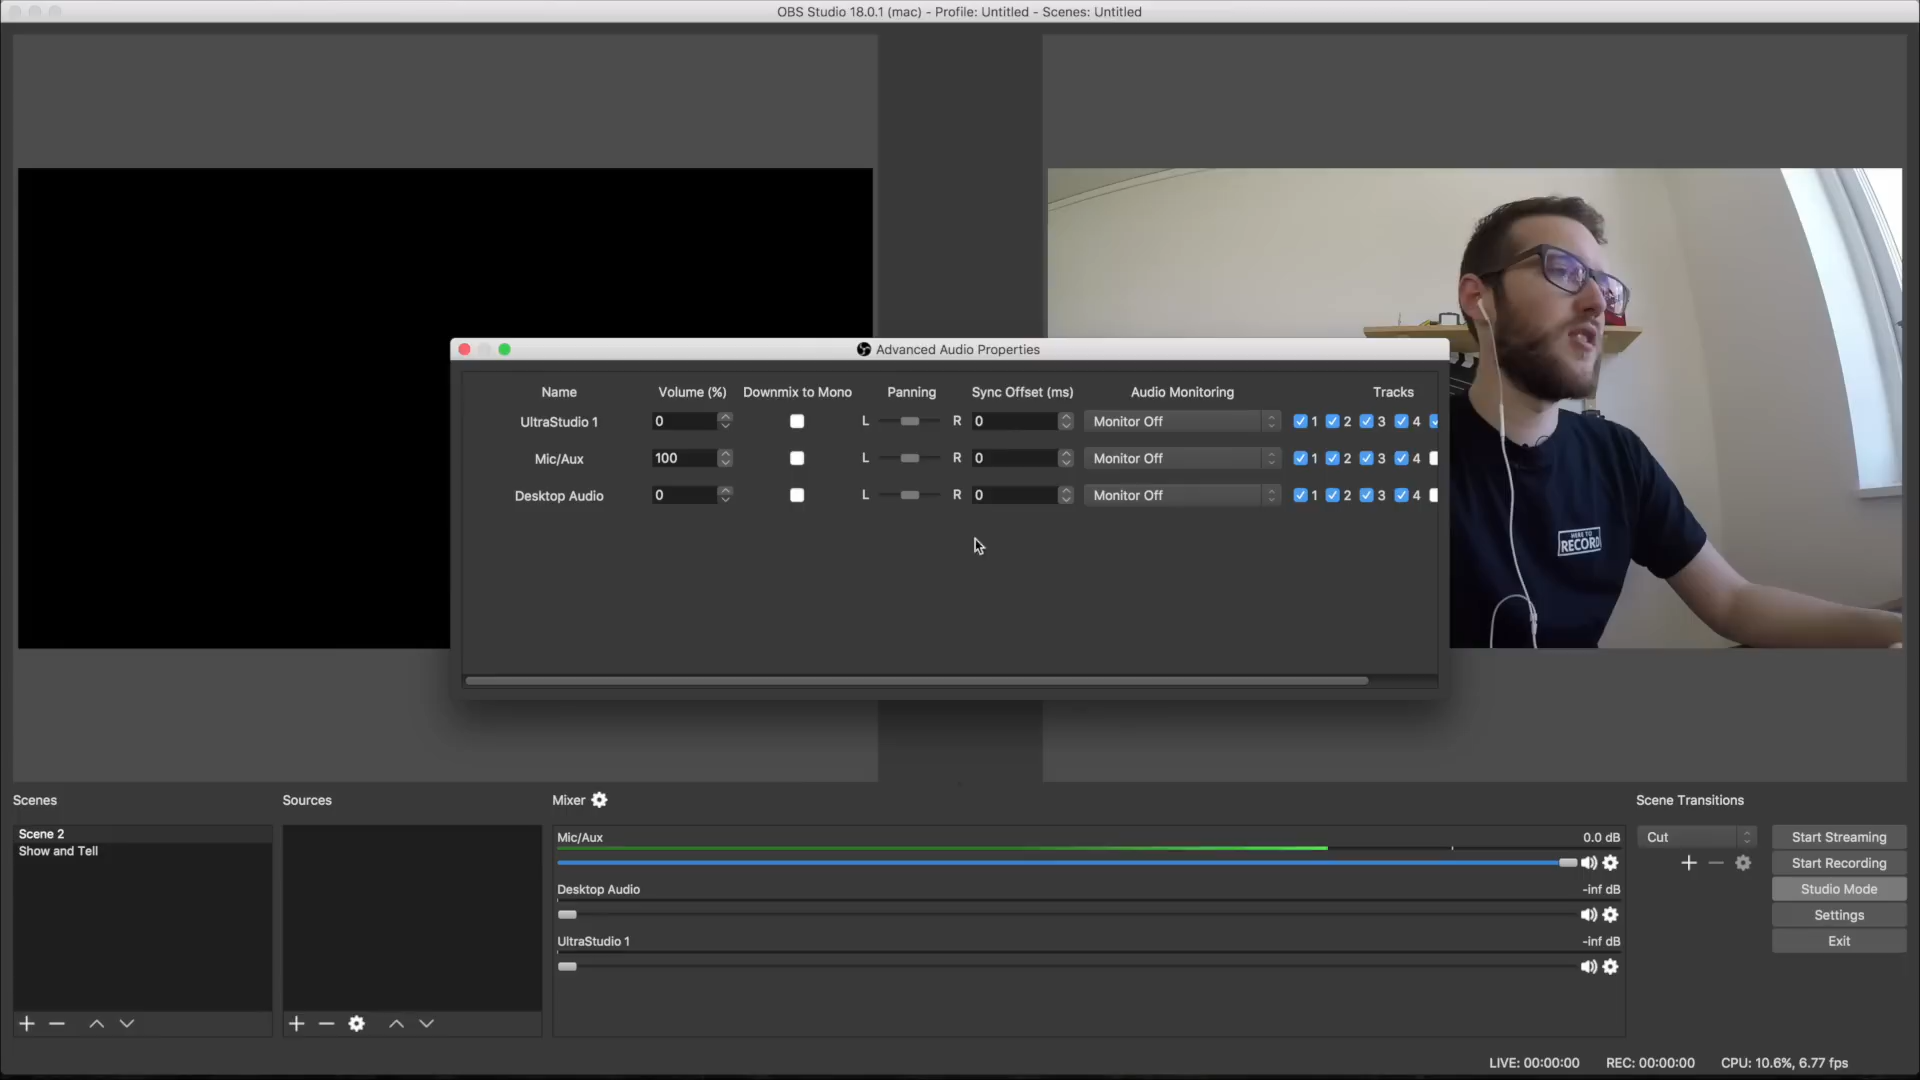 OBS Studio 18.0.1 (mac) - Profile: Untitled - Scenes: Untitled
Advanced Audio Properties
Name Volume (%) Downmix to Mono Panning Sync Offset (ms) Audio Monitoring Tracks
UltraStudio 1 0 L R 0 Monitor Off 1 2 3 4
Mic/Aux 100 L R 0 Monitor Off 1 2 3 4
Desktop Audio 0 L R 0 Monitor Off 1 2 3 4
HERE TO
RECORD
Scenes Sources Mixer Scene Transitions
Scene 2
Show and Tell
Mic/Aux 0.0 dB
Desktop Audio -inf dB
UltraStudio 1 -inf dB
Cut
Start Streaming
Start Recording
Studio Mode
Settings
Exit
LIVE: 00:00:00 REC: 00:00:00 CPU: 10.6%, 6.77 fps